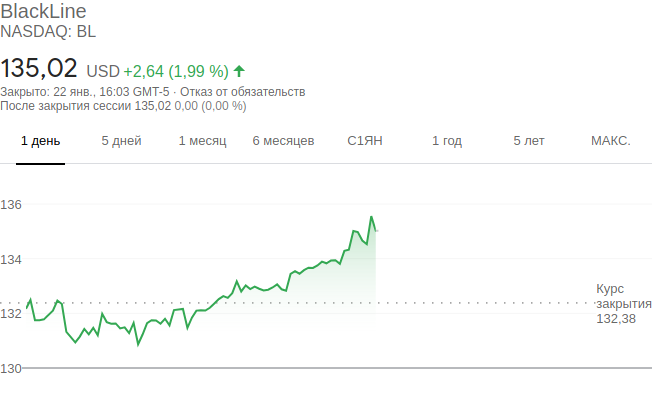 BlackLine
NASDAQ: BL
135,02 USD +2,64 (1,99 %)
Закрыто: 22 янв., 16:03 GMT-5 · Отказ от обязательств
После закрытия сессии 135,02 0,00 (0,00 %)
1 день 5 дней 1 месяц 6 месяцев С1ЯН 1 год 5 лет МАКС.
136
134
Курс
закрытия
132,38
132
130